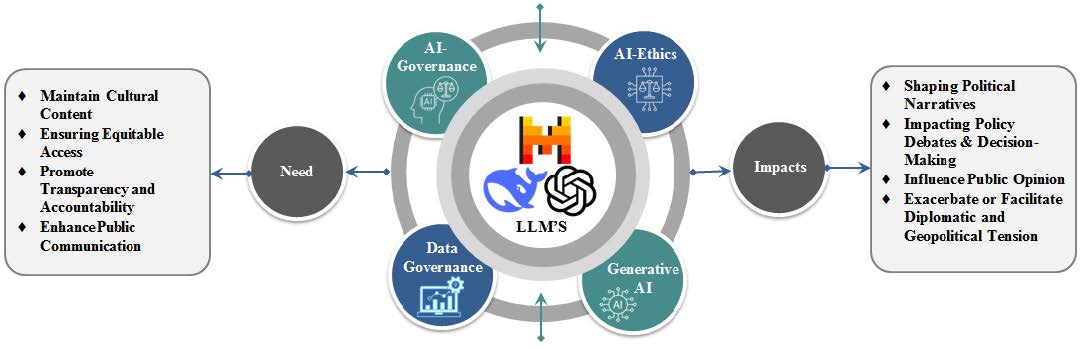 ♦ Maintain Cultural
Content
♦ Ensuring Equitable
Access
♦ Promote
Transparency and
Accountability
♦ Enhance Public
Communication
Need
AI-
Governance
AI
AI-Ethics
LLM'S
Data
Governance
Generative
AI
AI
Impacts
♦ Shaping Political
Narratives
♦ Impacting Policy
Debates & Decision-
Making
♦ Influence Public Opinion
♦ Exacerbate or Facilitate
Diplomatic and
Geopolitical Tension